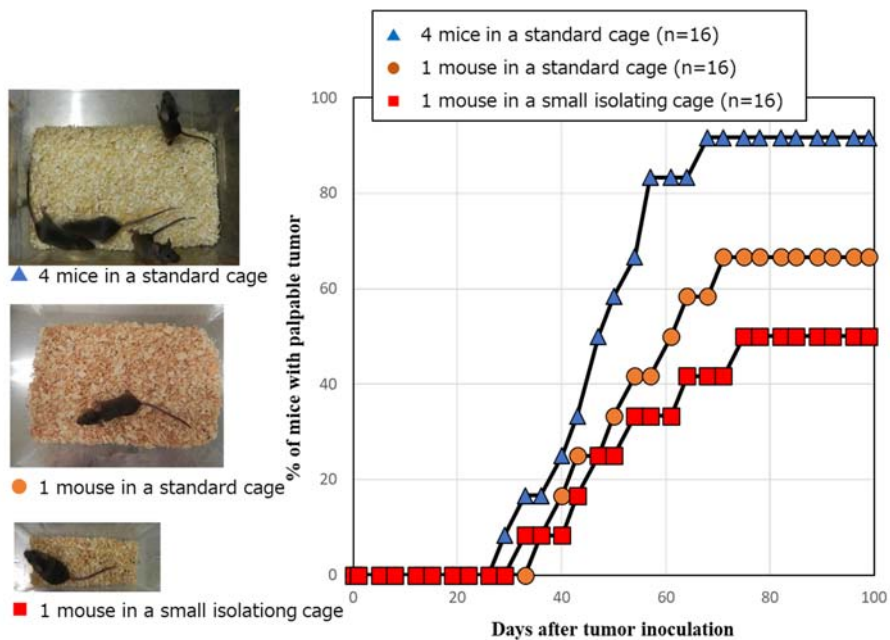 4 mice in a standard cage (n=16)
1 mouse in a standard cage (n=16)
1 mouse in a small isolating cage (n=16)
4 mice in a standard cage
1 mouse in a standard cage
1 mouse in a small isolationg cage
% of mice with palpable tumor
100
80
60
40
20
0
0 20 40 60 80 100
Days after tumor inoculation